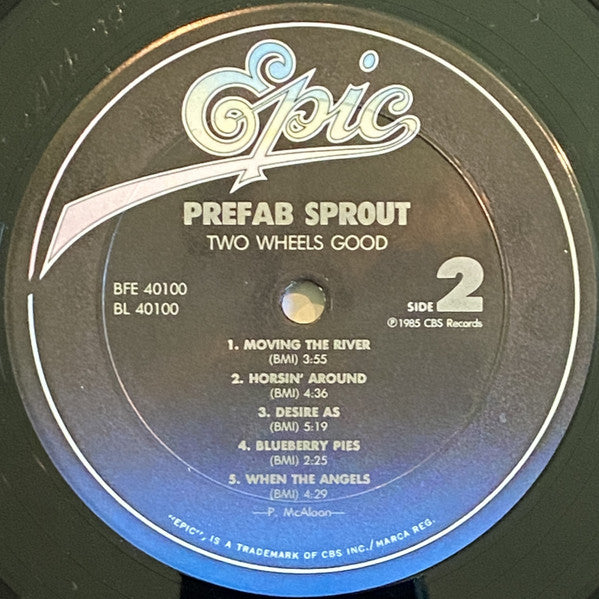 Epic
PREFAB SPROUT
TWO WHEELS GOOD
BFE 40100
BL 40100
SIDE 2
℗1985 CBS Records
1. MOVING THE RIVER
(BMI) 3:55
2. HORSIN' AROUND
(BMI) 4:36
3. DESIRE AS
(BMI) 5:19
4. BLUEBERRY PIES
(BMI) 2:25
5. WHEN THE ANGELS
(BMI) 4:29
—P. McAloon—
"EPIC", IS A TRADEMARK OF CBS INC./MARCA REG.